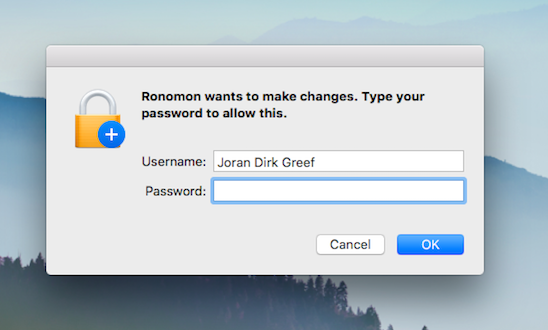 Ronomon wants to make changes. Type your
password to allow this.
Username: Joran Dirk Greef
Password:
Cancel OK